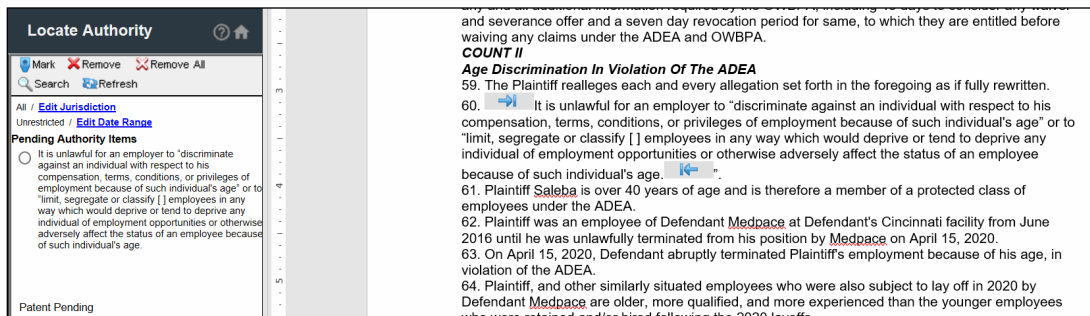 Locate Authority
Mark Remove Remove All
Search Refresh
All / Edit Jurisdiction
Unrestricted / Edit Date Range
Pending Authority Items
It is unlawful for an employer to “discriminate
against an individual with respect to his
compensation, terms, conditions, or privileges of
employment because of such individual's age” or to
“limit, segregate or classify [ ] employees in any
way which would deprive or tend to deprive any
individual of employment opportunities or otherwise
adversely affect the status of an employee because
of such individual's age.
Patent Pending
3
4
5
and severance offer and a seven day revocation period for same, to which they are entitled before
waiving any claims under the ADEA and OWBPA.
COUNT II
Age Discrimination In Violation Of The ADEA
59. The Plaintiff realleges each and every allegation set forth in the foregoing as if fully rewritten.
60. It is unlawful for an employer to “discriminate against an individual with respect to his
compensation, terms, conditions, or privileges of employment because of such individual's age” or to
“limit, segregate or classify [ ] employees in any way which would deprive or tend to deprive any
individual of employment opportunities or otherwise adversely affect the status of an employee
because of such individual's age. ”.
61. Plaintiff Saleba is over 40 years of age and is therefore a member of a protected class of
employees under the ADEA.
62. Plaintiff was an employee of Defendant Medpace at Defendant's Cincinnati facility from June
2016 until he was unlawfully terminated from his position by Medpace on April 15, 2020.
63. On April 15, 2020, Defendant abruptly terminated Plaintiff's employment because of his age, in
violation of the ADEA.
64. Plaintiff, and other similarly situated employees who were also subject to lay off in 2020 by
Defendant Medpace are older, more qualified, and more experienced than the younger employees